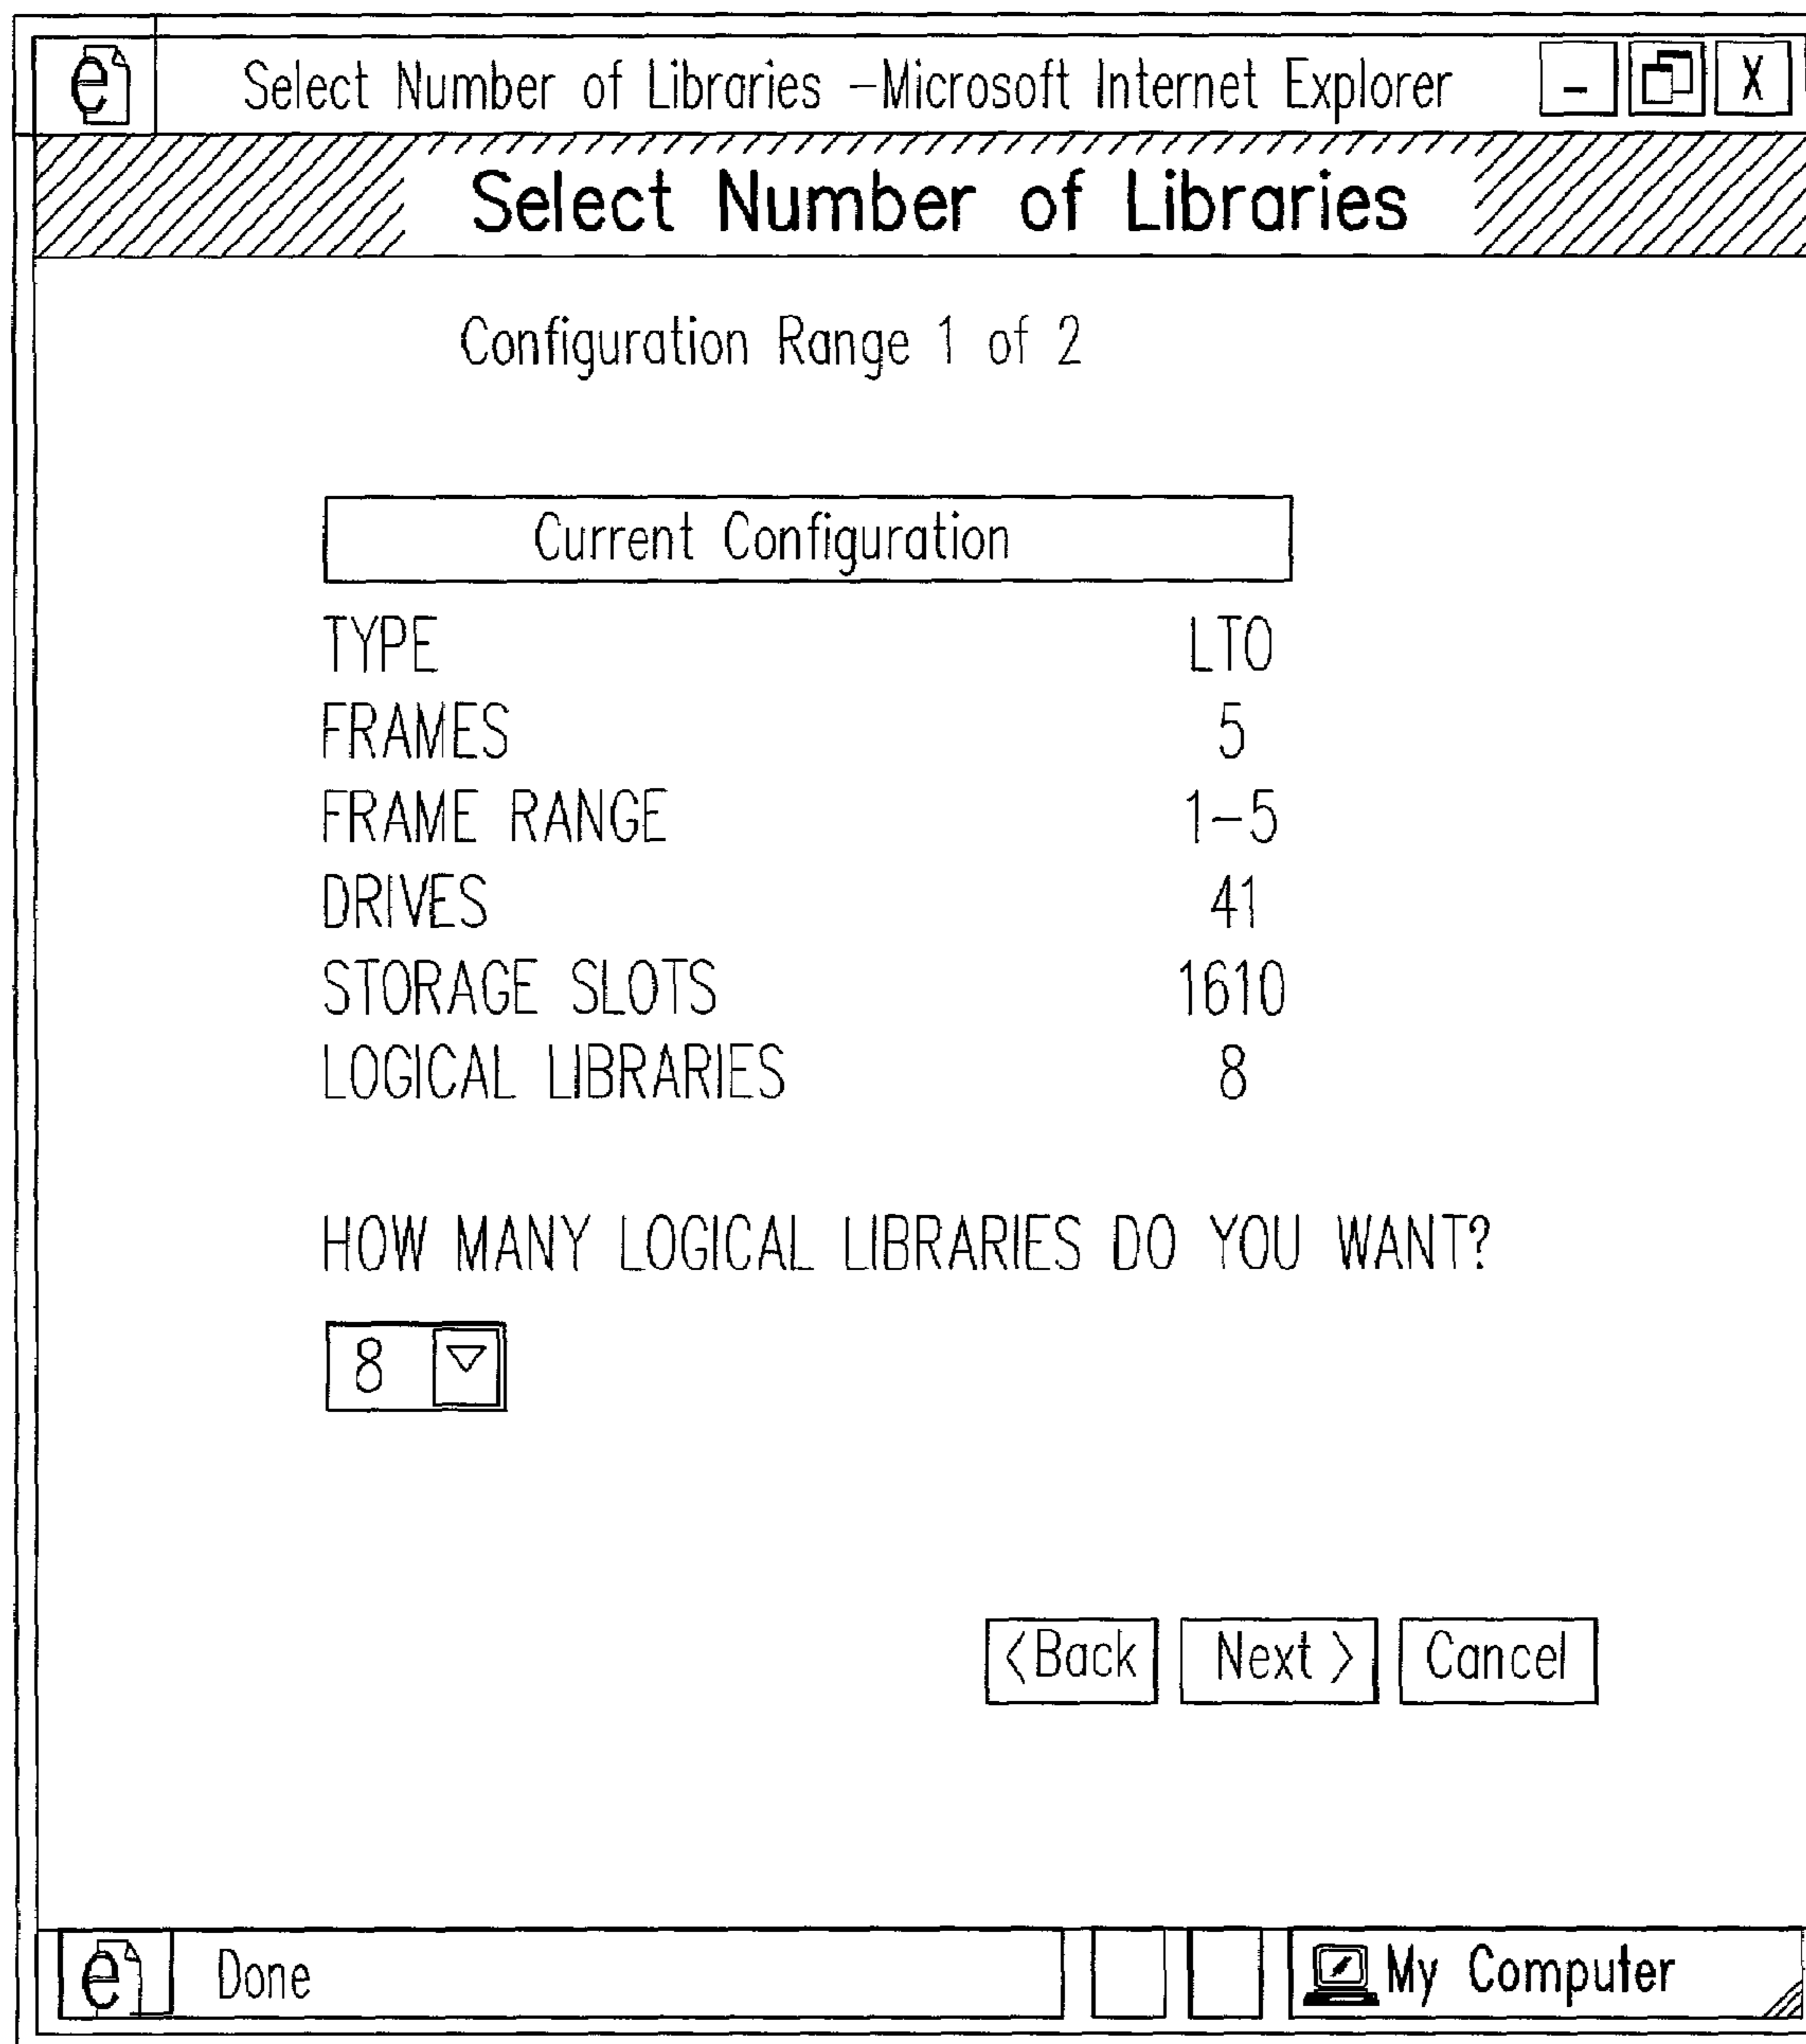 Select Number of Libraries -Microsoft Internet Explorer - X
Select Number of Libraries
Configuration Range 1 of 2
Current Configuration
TYPE LTO
FRAMES 5
FRAME RANGE 1-5
DRIVES 41
STORAGE SLOTS 1610
LOGICAL LIBRARIES 8
HOW MANY LOGICAL LIBRARIES DO YOU WANT?
8
<Back Next > Cancel
Done My Computer